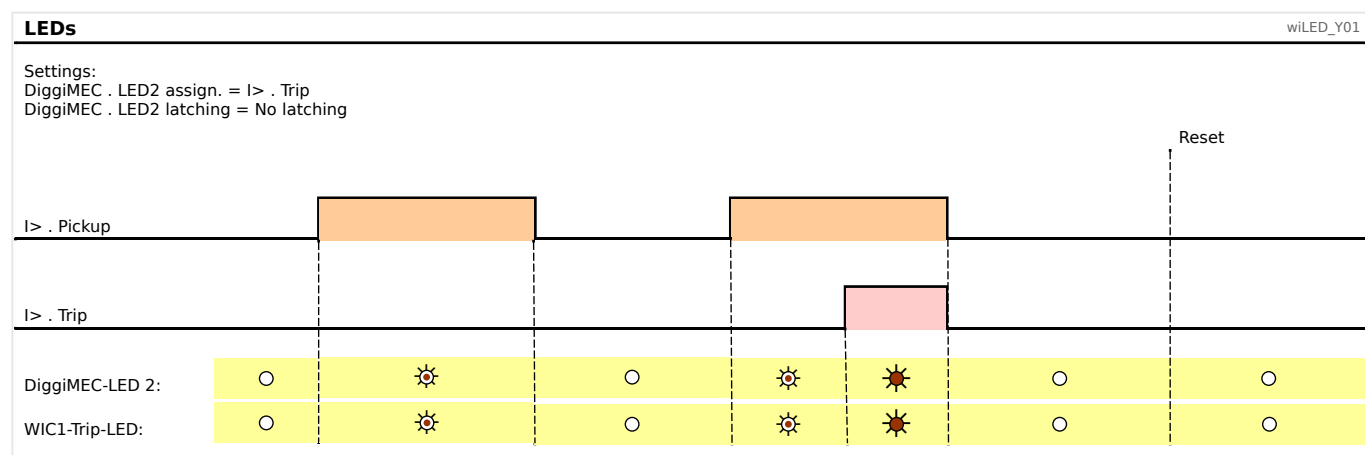 LEDs
wiLED_Y01
Settings:
DiggiMEC . LED2 assign. = I> . Trip
DiggiMEC . LED2 latching = No latching
Reset
I> . Pickup
I> . Trip
DiggiMEC-LED 2:
WIC1-Trip-LED: